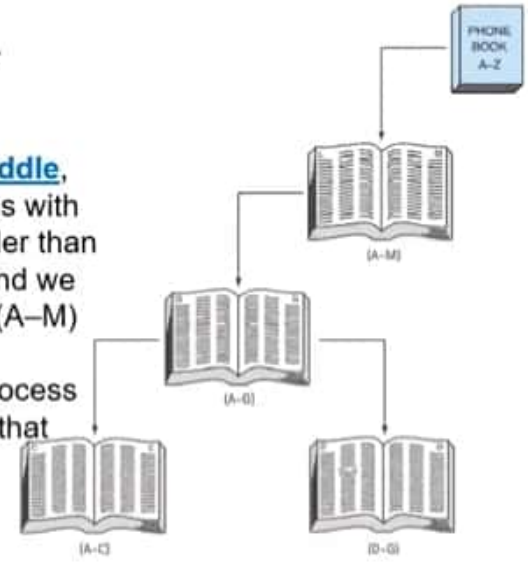 PHONE
BOOK
A–Z
ddle,
s with
ler than
nd we
(A–M)
ocess
that
(A–M)
(A–G)
(A–C)
(D–G)